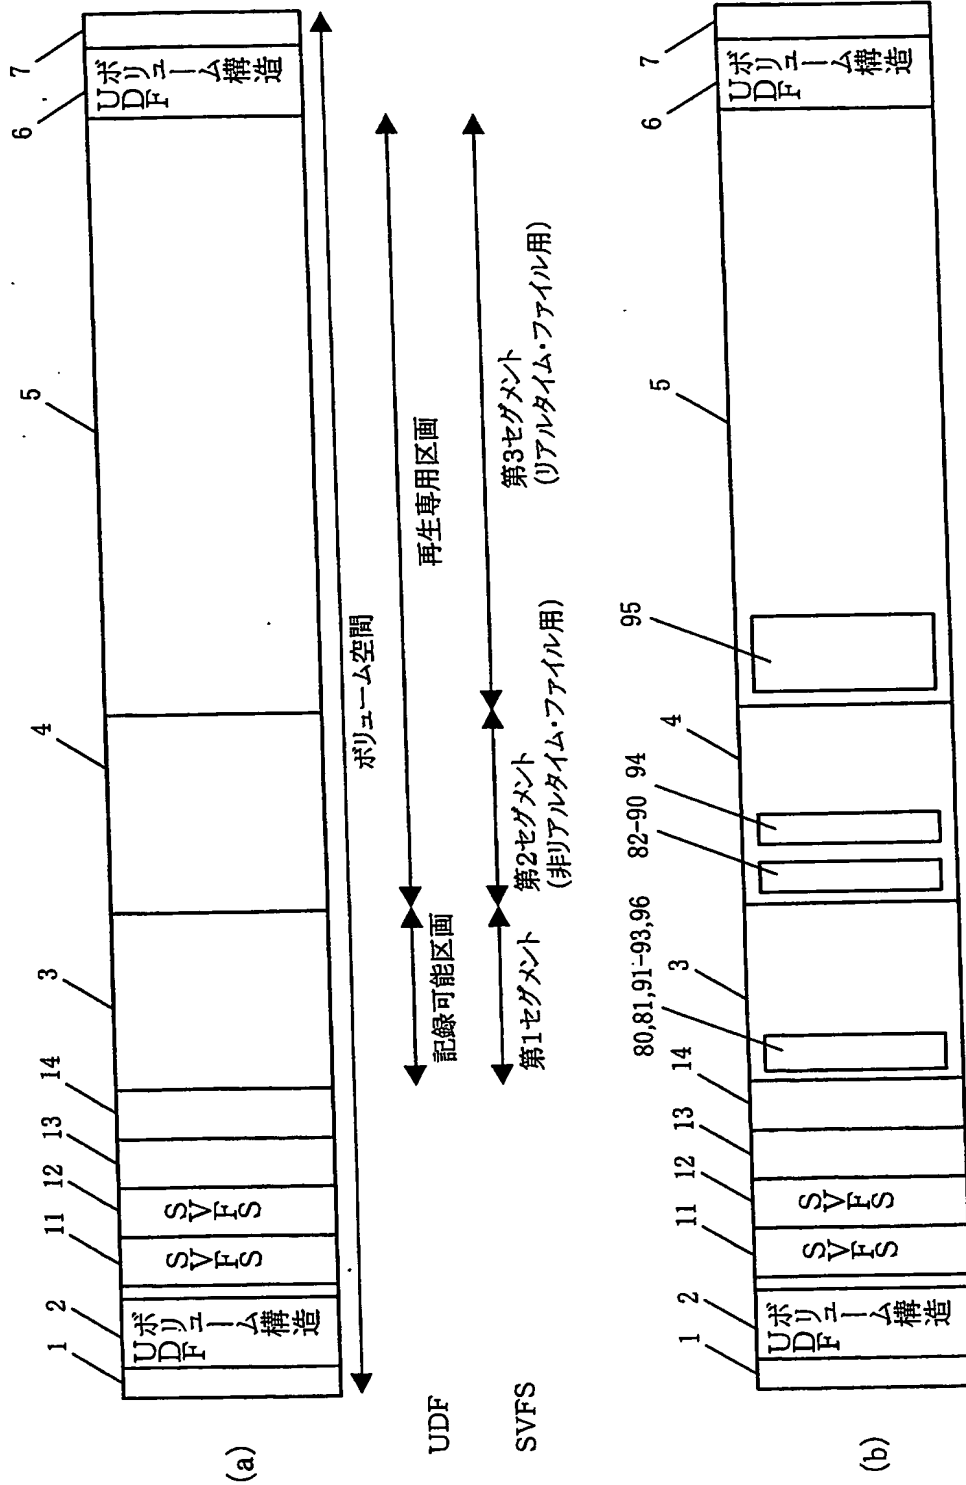 (a)
1
2
11
12
13
14
3
4
5
6
7
UDF
ボリューム構造
SVFS
SVFS
UDF
ボリューム構造
ボリューム空間
UDF
記録可能区画
再生専用区画
SVFS
第1セグメント
第2セグメント
(非リアルタイム・ファイル用)
第3セグメント
(リアルタイム・ファイル用)
(b)
1
2
11
12
13
14
3
80,81,91-93,96
82-90
94
4
95
5
6
7
UDF
ボリューム構造
SVFS
SVFS
UDF
ボリューム構造